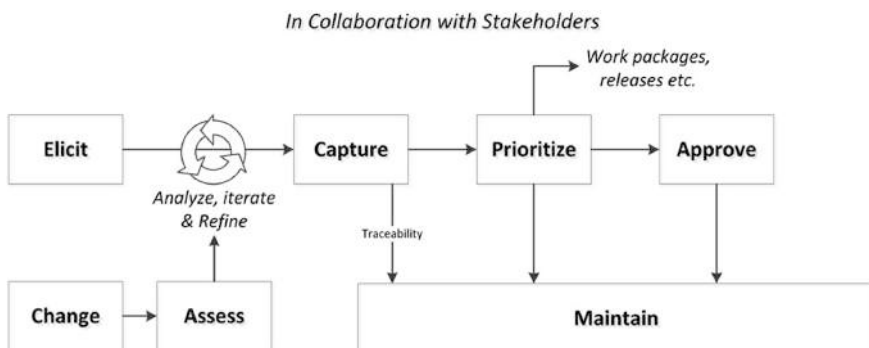 In Collaboration with Stakeholders
Work packages,
releases etc.
Elicit
Capture
Prioritize
Approve
Analyze, iterate
& Refine
Traceability
Change
Assess
Maintain